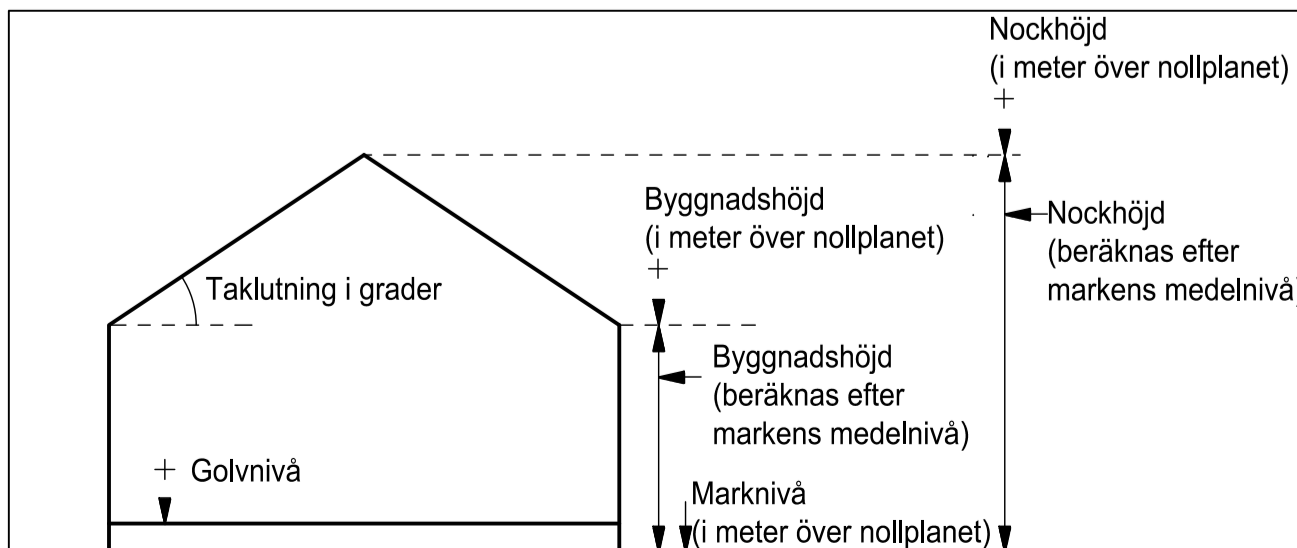 Nockhöjd
(i meter över nollplanet)
+
Byggnadshöjd
(i meter över nollplanet)
+
Nockhöjd
(beräknas efter
markens medelnivå)
Taklutning i grader
Byggnadshöjd
(beräknas efter
markens medelnivå)
+ Golvnivå
Marknivå
(i meter över nollplanet)